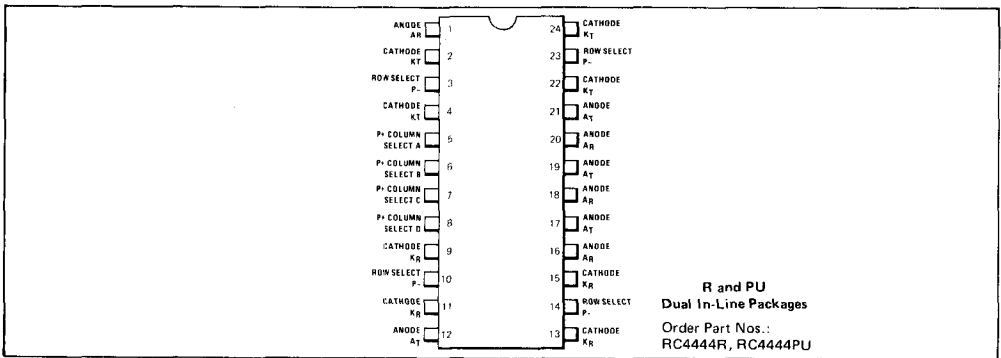 ANODE
AR
1
CATHODE
KT
2
ROW SELECT
P-
3
CATHODE
KT
4
P+ COLUMN
SELECT A
5
P+ COLUMN
SELECT B
6
P+ COLUMN
SELECT C
7
P+ COLUMN
SELECT D
8
CATHODE
KR
9
ROW SELECT
P-
10
CATHODE
KR
11
ANODE
AT
12
24
CATHODE
KT
23
ROW SELECT
P-
22
CATHODE
KT
21
ANODE
AT
20
ANODE
AR
19
ANODE
AT
18
ANODE
AR
17
ANODE
AT
16
ANODE
AR
15
CATHODE
KR
14
ROW SELECT
P-
13
CATHODE
KR
R and PU
Dual In-Line Packages
Order Part Nos.:
RC4444R, RC4444PU